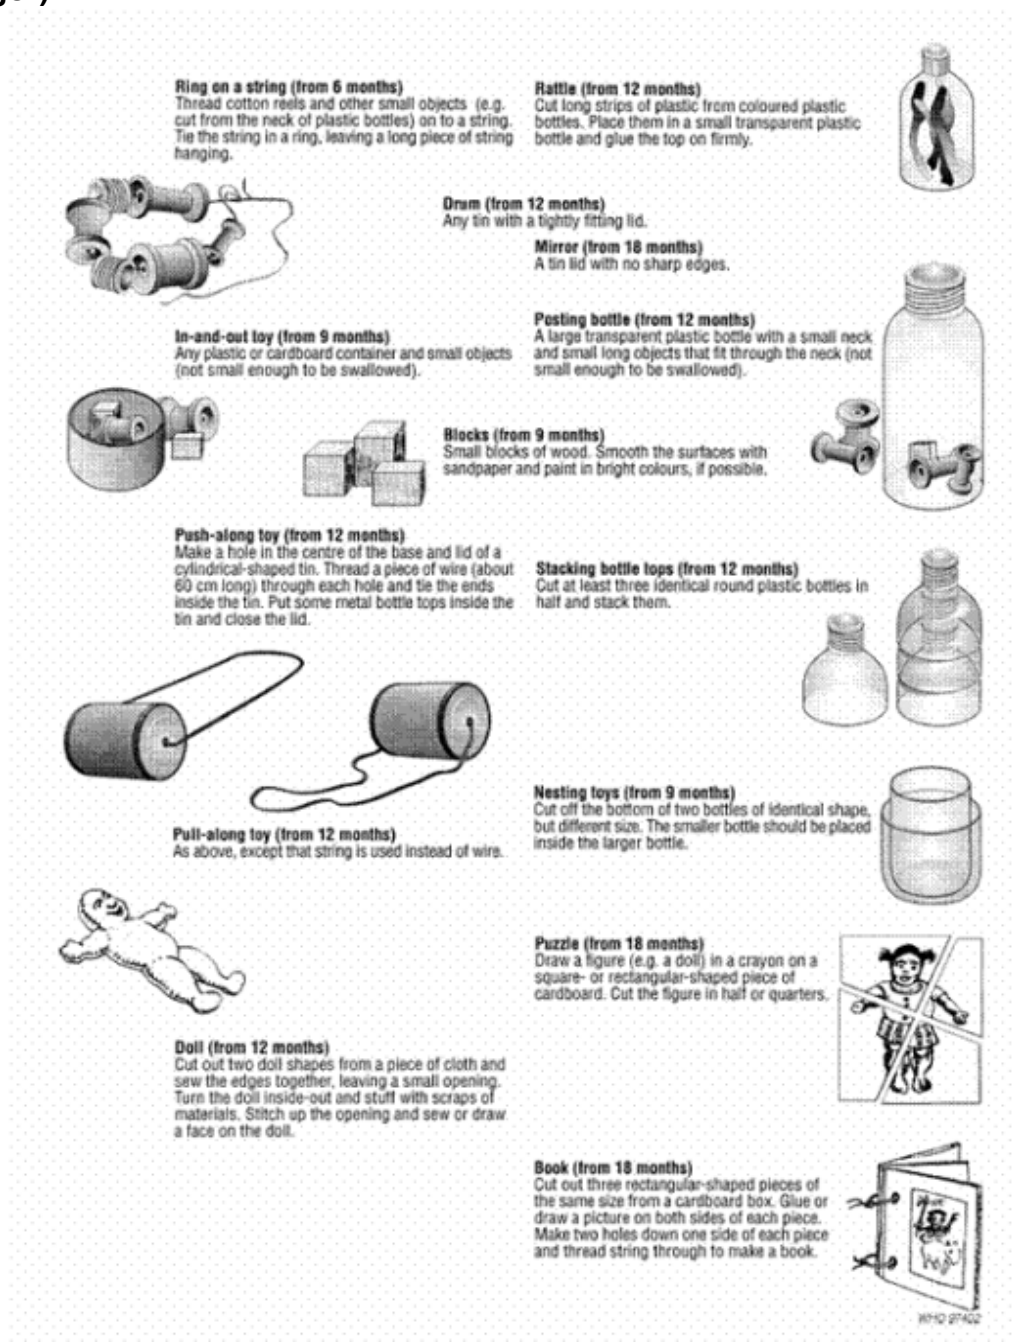 Ring on a string (from 6 months)
Thread cotton reels and other small objects (e.g.
cut from the neck of plastic bottles) on to a string.
Tie the string in a ring, leaving a long piece of string
hanging.
Rattle (from 12 months)
Cut long strips of plastic from coloured plastic
bottles. Place them in a small transparent plastic
bottle and glue the top on firmly.
Drum (from 12 months)
Any tin with a tightly fitting lid.
Mirror (from 18 months)
A tin lid with no sharp edges.
In-and-out toy (from 9 months)
Any plastic or cardboard container and small objects
(not small enough to be swallowed).
Posting bottle (from 12 months)
A large transparent plastic bottle with a small neck
and small long objects that fit through the neck (not
small enough to be swallowed).
Blocks (from 9 months)
Small blocks of wood. Smooth the surfaces with
sandpaper and paint in bright colours, if possible.
Push-along toy (from 12 months)
Make a hole in the centre of the base and lid of a
cylindrical-shaped tin. Thread a piece of wire (about
60 cm long) through each hole and tie the ends
inside the tin. Put some metal bottle tops inside the
tin and close the lid.
Stacking bottle tops (from 12 months)
Cut at least three identical round plastic bottles in
half and stack them.
Pull-along toy (from 12 months)
As above, except that string is used instead of wire.
Nesting toys (from 9 months)
Cut off the bottom of two bottles of identical shape,
but different size. The smaller bottle should be placed
inside the larger bottle.
Doll (from 12 months)
Cut out two doll shapes from a piece of cloth and
sew the edges together, leaving a small opening.
Turn the doll inside-out and stuff with scraps of
materials. Stitch up the opening and sew or draw
a face on the doll.
Puzzle (from 18 months)
Draw a figure (e.g. a doll) in a crayon on a
square- or rectangular-shaped piece of
cardboard. Cut the figure in half or quarters.
Book (from 18 months)
Cut out three rectangular-shaped pieces of
the same size from a cardboard box. Glue or
draw a picture on both sides of each piece.
Make two holes down one side of each piece
and thread string through to make a book.
WHO 97402